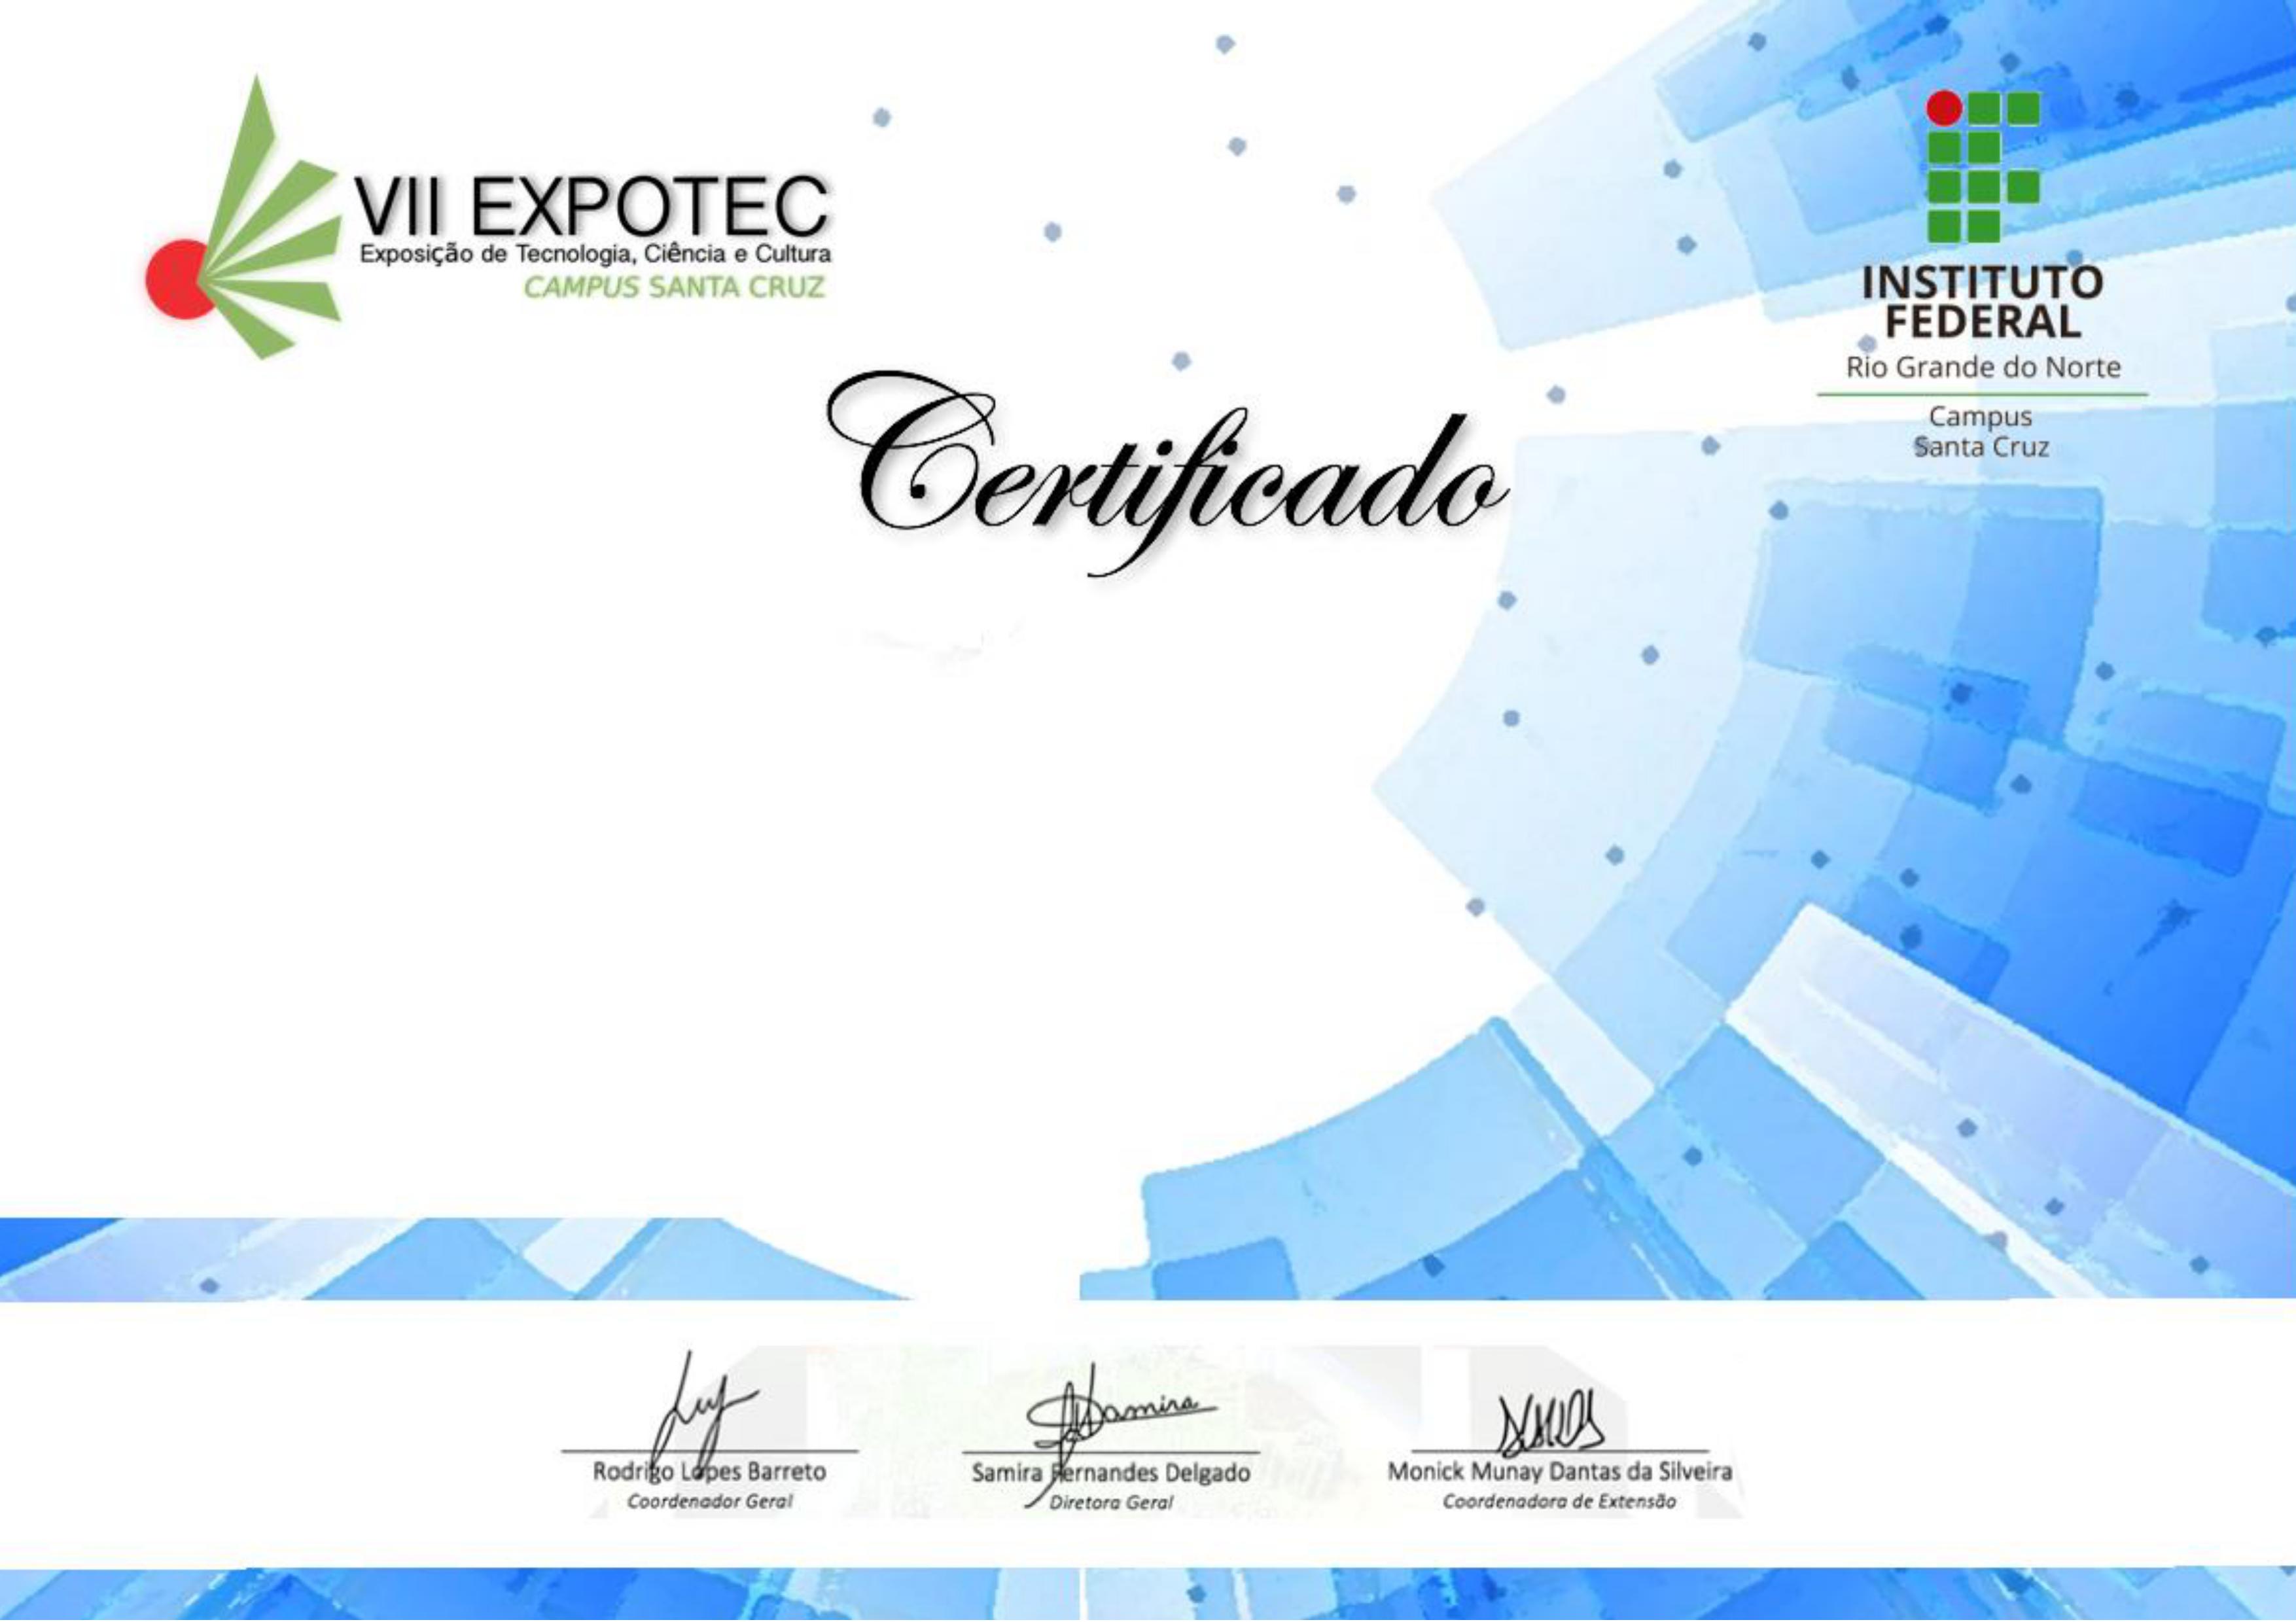 VII EXPOTEC
Exposição de Tecnologia, Ciência e Cultura
CAMPUS SANTA CRUZ
INSTITUTO
FEDERAL
Rio Grande do Norte
Campus
Santa Cruz
Certificado
Samira
Rodrigo Lopes Barreto
Coordenador Geral
Samira Fernandes Delgado
Diretora Geral
Monick Munay Dantas da Silveira
Coordenadora de Extensão